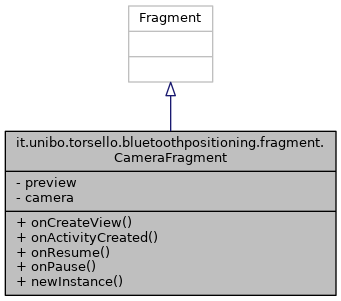 Fragment
it.unibo.torsello.bluetoothpositioning.fragment.
CameraFragment
- preview
- camera
+ onCreateView()
+ onActivityCreated()
+ onResume()
+ onPause()
+ newInstance()